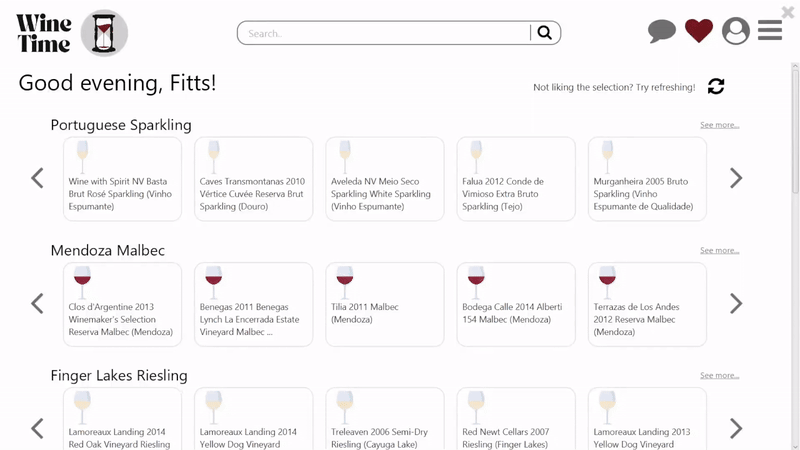 Wine
Time
Search..
Good evening, Fitts!
Not liking the selection? Try refreshing!
Portuguese Sparkling
See more...
Wine with Spirit NV Basta
Brut Rosé Sparkling (Vinho
Espumante)
Caves Transmontanas 2010
Vértice Cuvée Reserva Brut
Sparkling (Douro)
Aveleda NV Meio Seco
Sparkling White Sparkling
(Vinho Espumante)
Falua 2012 Conde de
Vimioso Extra Bruto
Sparkling (Tejo)
Murganheira 2005 Bruto
Sparkling (Vinho
Espumante de Qualidade)
Mendoza Malbec
See more...
Clos d'Argentine 2013
Winemaker's Selection
Reserva Malbec (Mendoza)
Benegas 2011 Benegas
Lynch La Encerrada Estate
Vineyard Malbec ...
Tilia 2011 Malbec
(Mendoza)
Bodega Calle 2014 Alberti
154 Malbec (Mendoza)
Terrazas de Los Andes
2012 Reserva Malbec
(Mendoza)
Finger Lakes Riesling
See more...
Lamoreaux Landing 2014
Red Oak Vineyard Riesling
Lamoreaux Landing 2014
Yellow Dog Vineyard
Treleaven 2006 Semi-Dry
Riesling (Cayuga Lake)
Red Newt Cellars 2007
Riesling (Finger Lakes)
Lamoreaux Landing 2013
Yellow Dog Vineyard